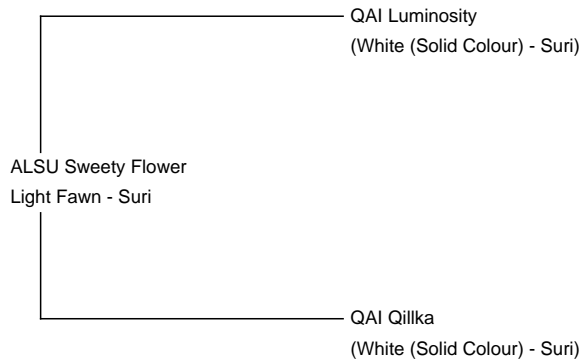 QAI Luminosity
(White (Solid Colour) - Suri)
ALSU Sweety Flower
Light Fawn - Suri
QAI Qillka
(White (Solid Colour) - Suri)